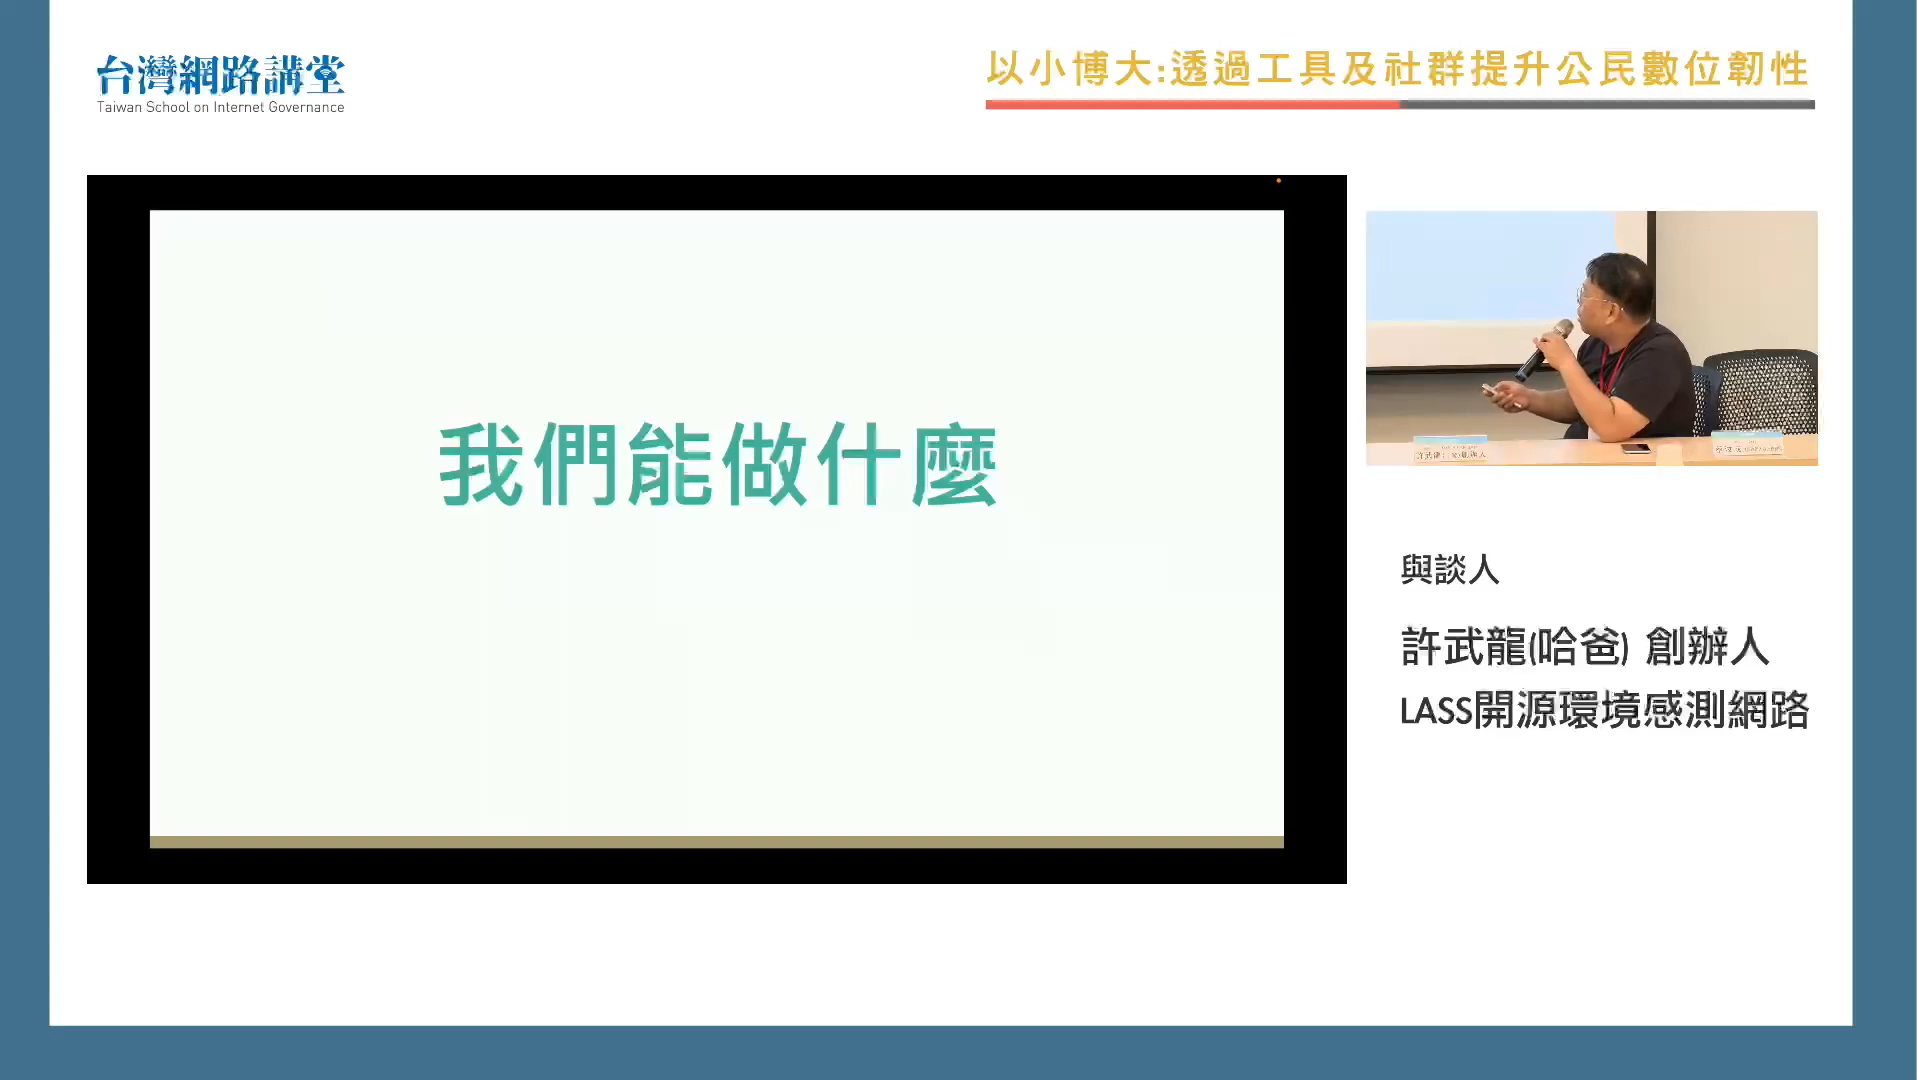 台灣網路講堂
Taiwan School on Internet Governance
以小博大:透過工具及社群提升公民數位韌性
我們能做什麼
與談人
許武龍(哈爸) 創辦人
LASS開源環境感測網路